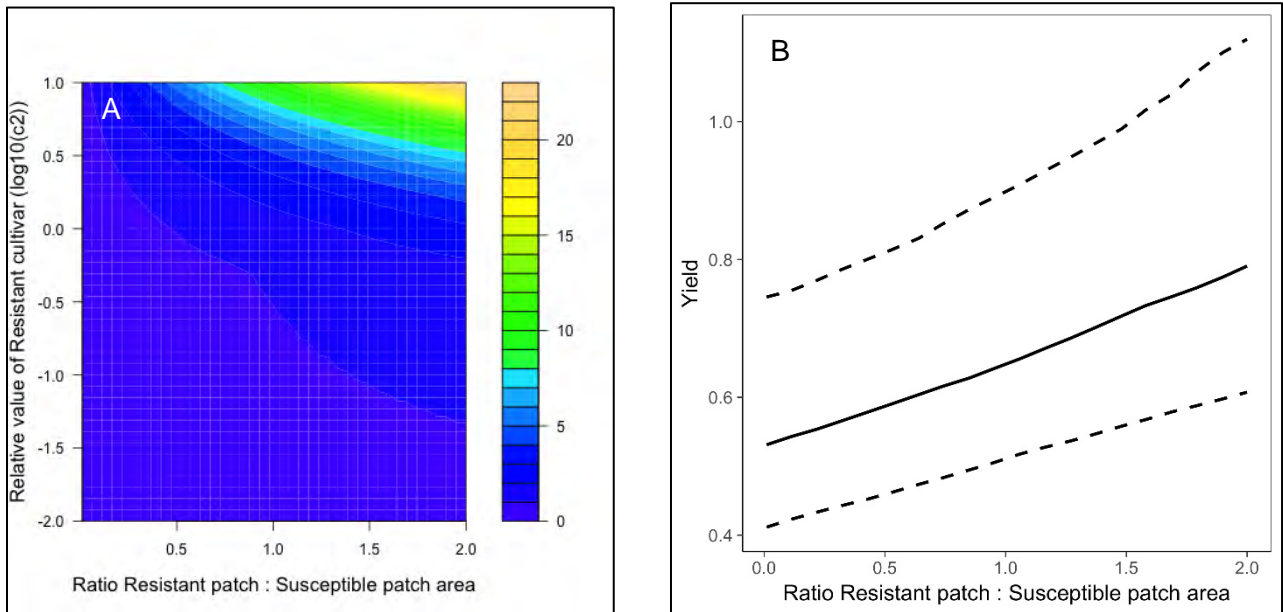 A
Relative value of Resistant cultivar (log10(c2))
1.0
0.5
0.0
-0.5
-1.0
-1.5
-2.0
0.5 1.0 1.5 2.0
Ratio Resistant patch : Susceptible patch area
20
15
10
5
0
B
Yield
1.0
0.8
0.6
0.4
0.0 0.5 1.0 1.5 2.0
Ratio Resistant patch : Susceptible patch area